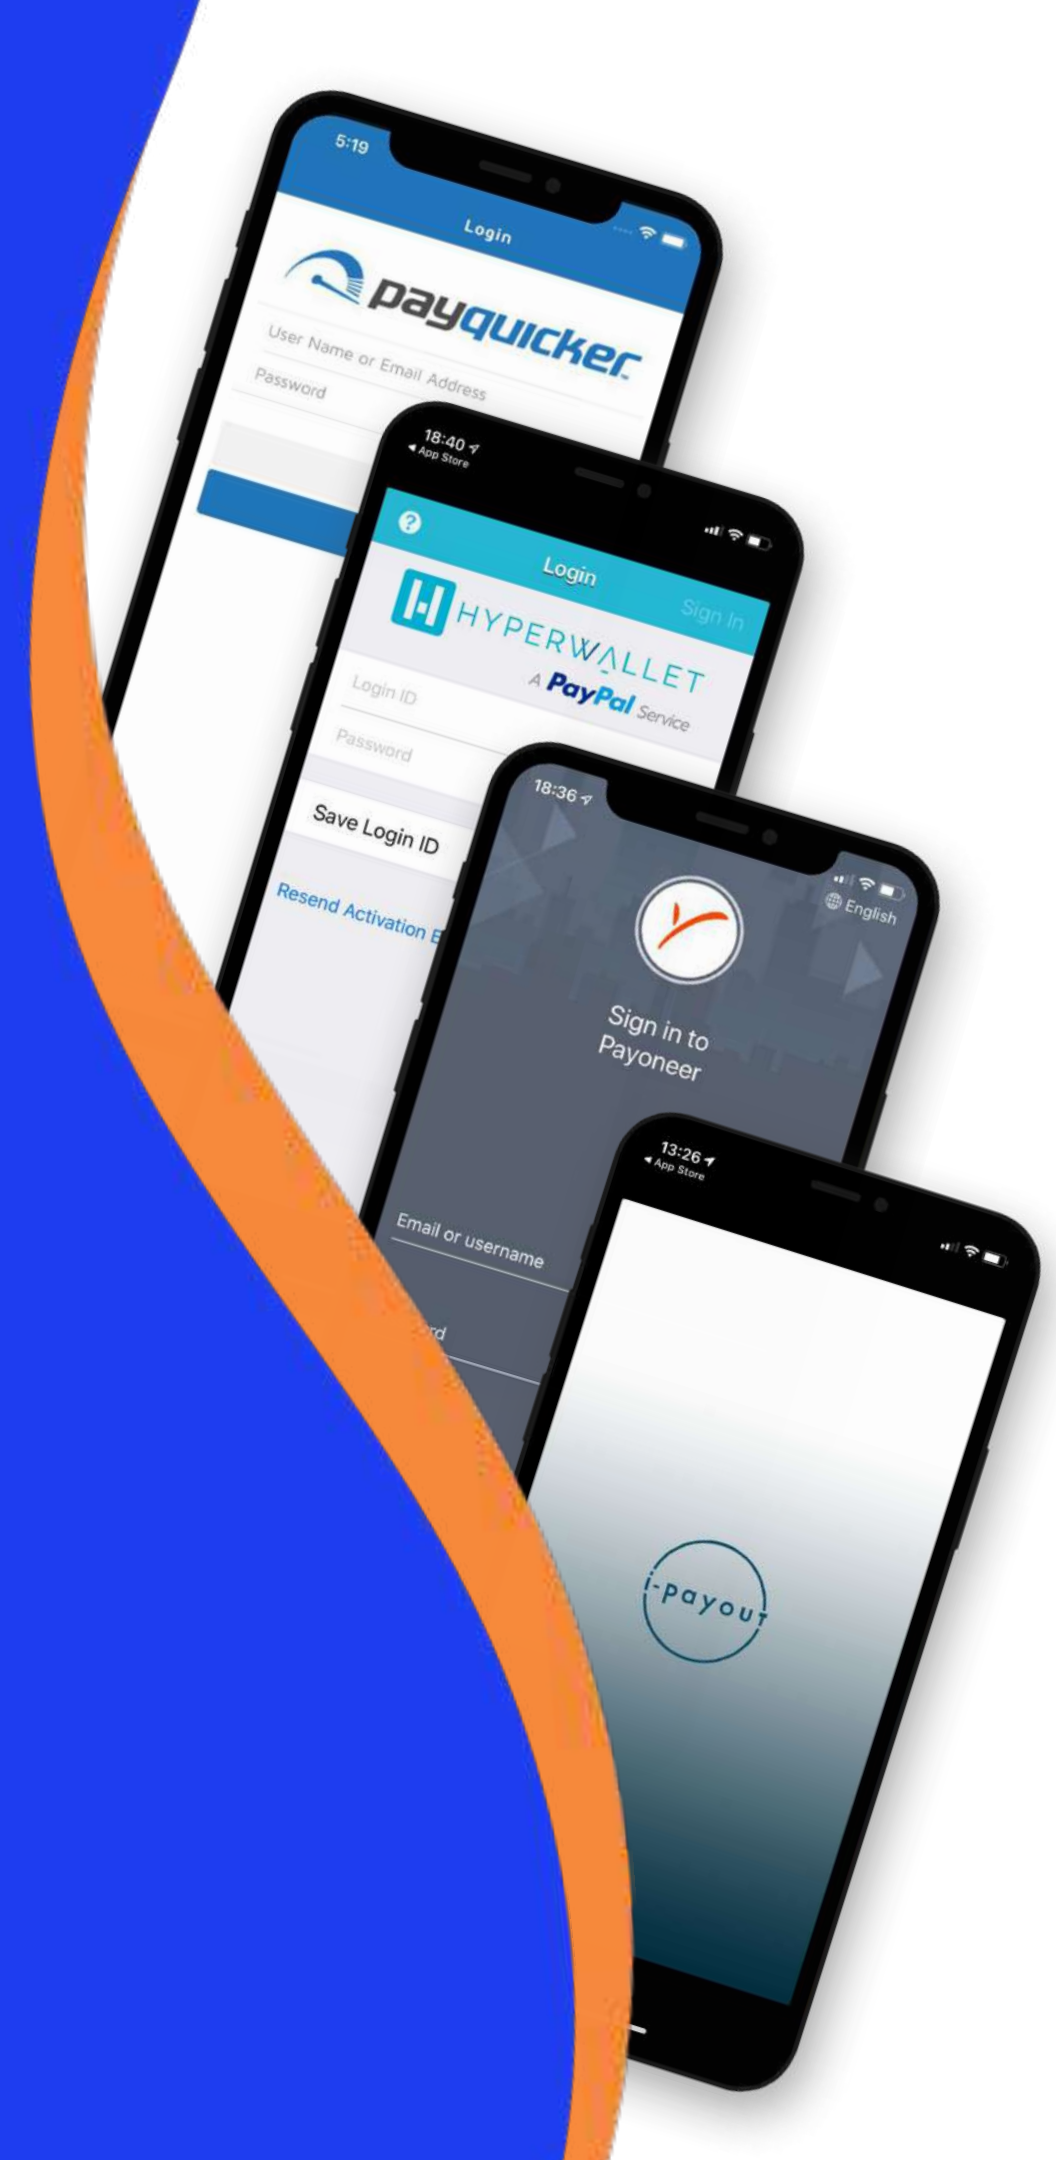 5:19
Login
payquicker
User Name or Email Address
Password
18:40
App Store
Login
Sign In
HYPERWALLET
A PayPal Service
Login ID
Password
Save Login ID
Resend Activation
18:36
English
Sign in to
Payoneer
Email or username
13:26
App Store
i-payout